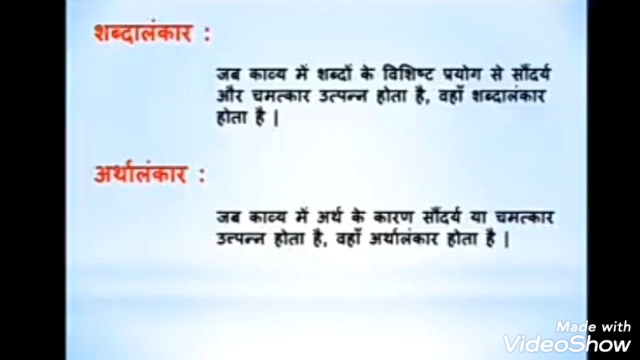 शब्दालंकार :
जब काव्य में शब्दों के विशिष्ट प्रयोग से सौंदर्य
और चमत्कार उत्पन्न होता है, वहाँ शब्दालंकार
होता है |
अर्थालंकार :
जब काव्य में अर्थ के कारण सौंदर्य या चमत्कार
उत्पन्न होता है, वहाँ अर्थालंकार होता है |
Made with
VideoShow